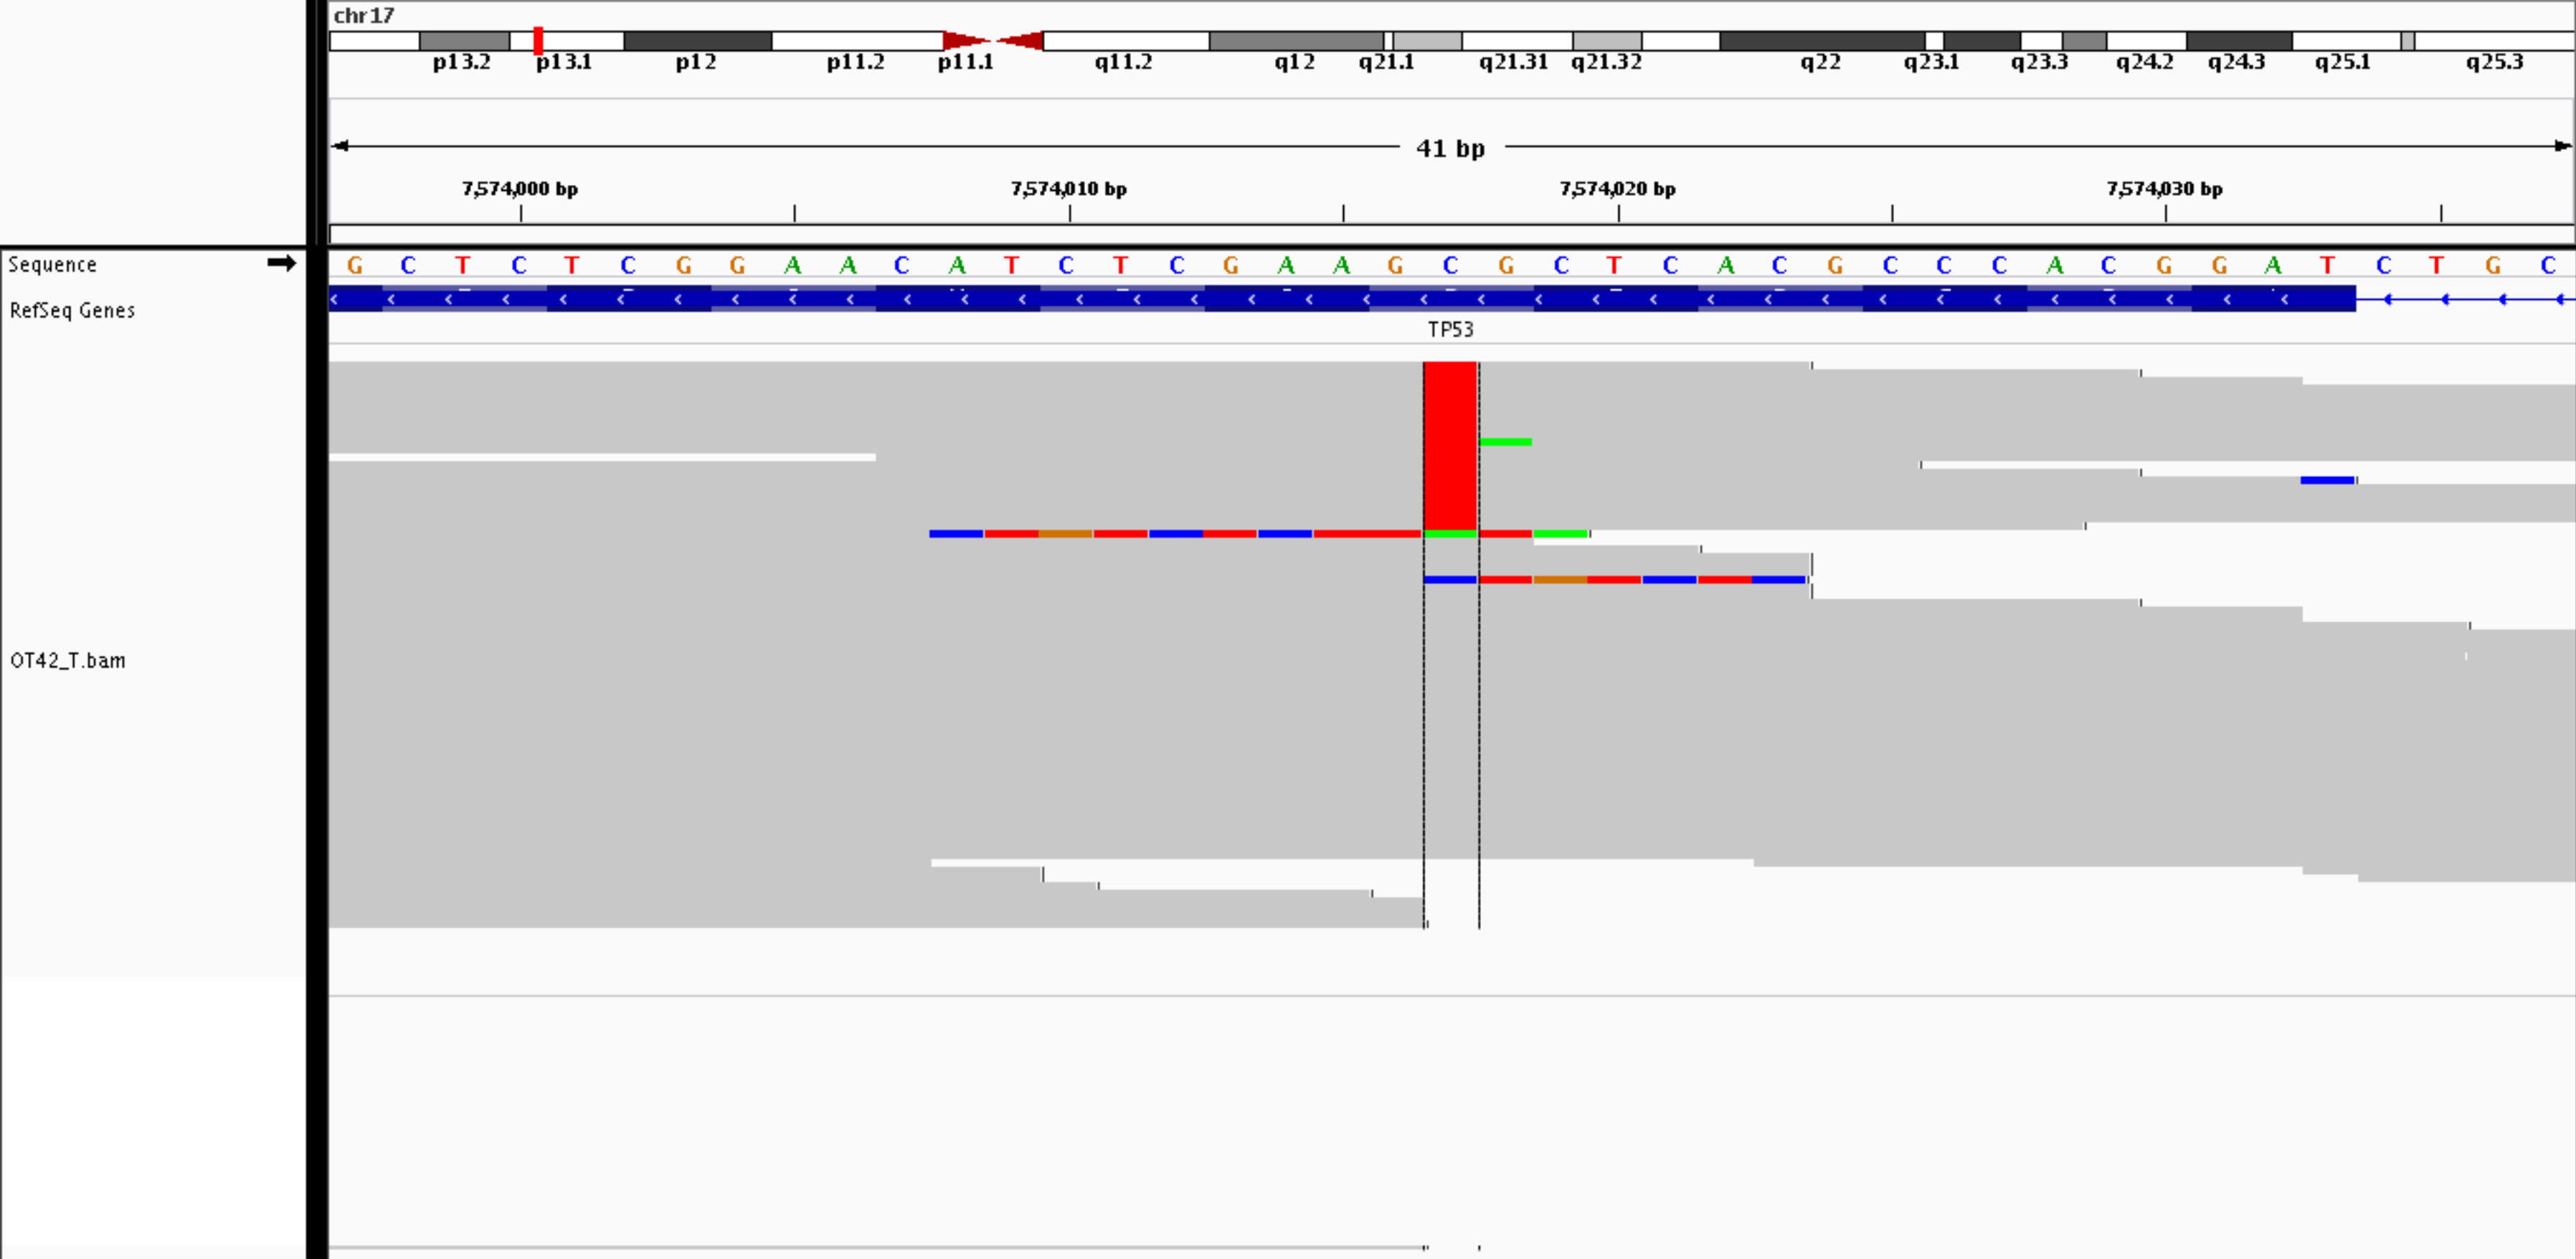 chr17
p13.2 p13.1 p12 p11.2 p11.1 q11.2 q12 q21.1 q21.31 q21.32 q22 q23.1 q23.3 q24.2 q24.3 q25.1 q25.3
41 bp
7,574,000 bp 7,574,010 bp 7,574,020 bp 7,574,030 bp
Sequence G C T C T C G G A A C A T C T C G A A G C G C T C A C G C C C A C G G A T C T G C
RefSeq Genes
TP53
OT42_T.bam